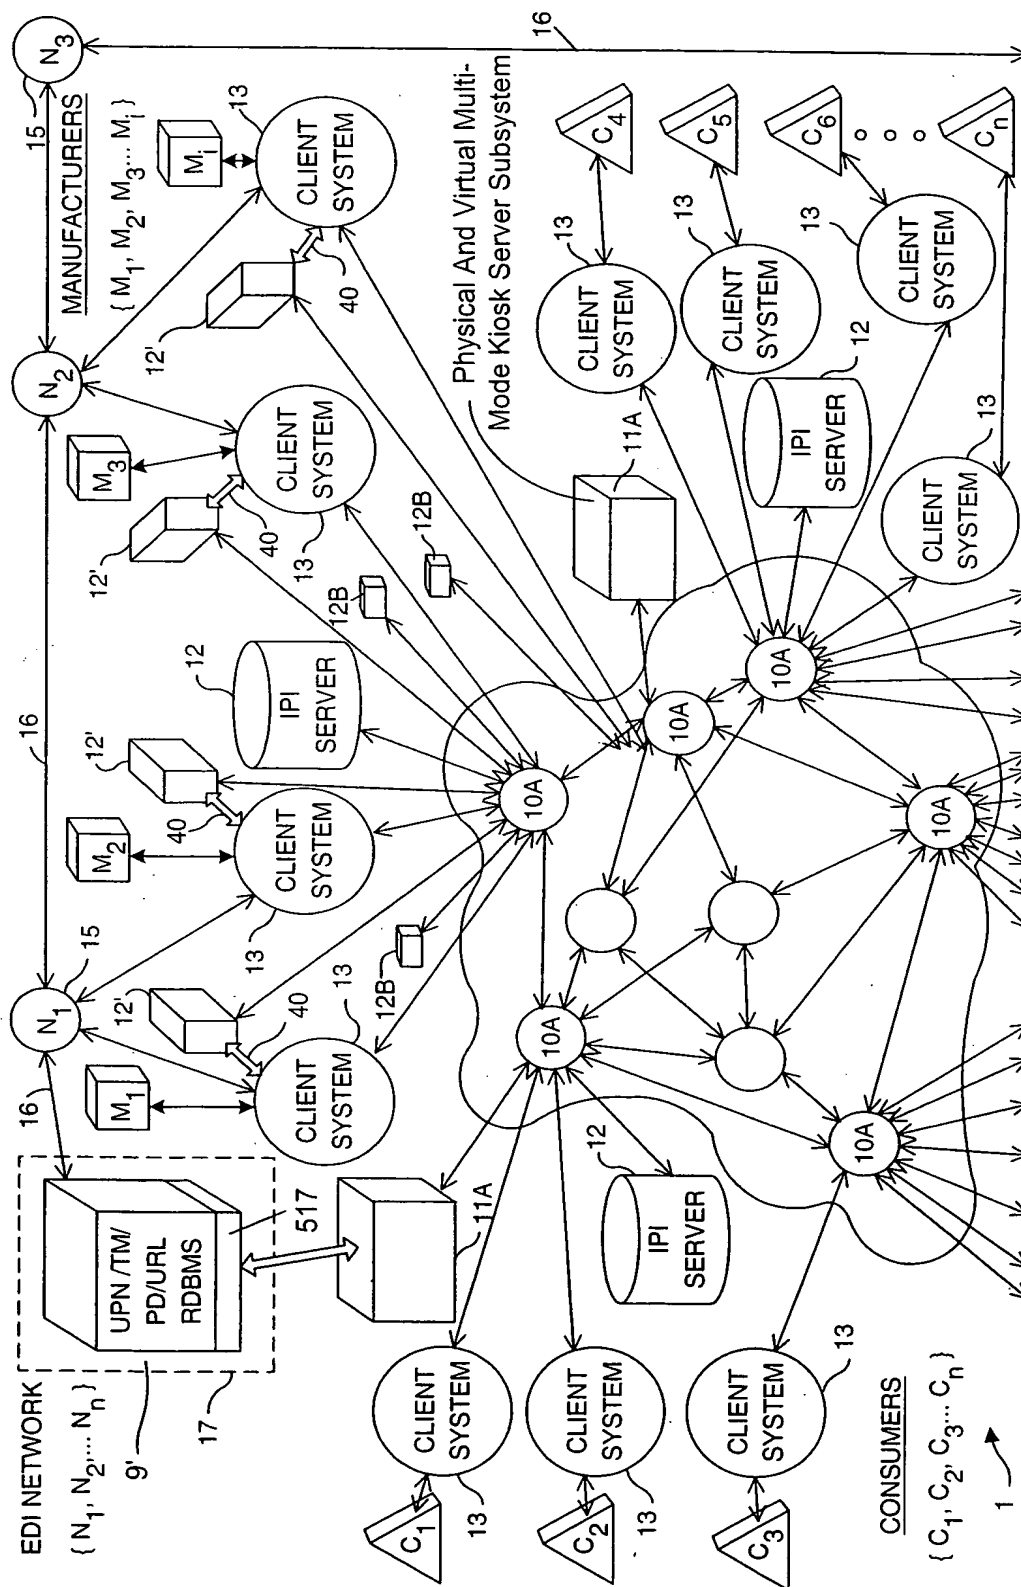 EDI NETWORK
{ N1, N2,... Nn }
9'
17
UPN /TM/
PD/URL
RDBMS
517
16
N1
15
16
N2
15
N3
16
MANUFACTURERS
{ M1, M2, M3... Mi }
M1
12'
40
13
CLIENT
SYSTEM
M2
12'
40
13
CLIENT
SYSTEM
12
IPI
SERVER
M3
12'
40
13
CLIENT
SYSTEM
Mi
13
12'
40
CLIENT
SYSTEM
12B
12B
12B
Physical And Virtual Multi-
Mode Kiosk Server Subsystem
11A
11A
10A
10A
10A
10A
10A
10A
C1
13
CLIENT
SYSTEM
C2
13
CLIENT
SYSTEM
C3
13
CLIENT
SYSTEM
12
IPI
SERVER
13
CLIENT
SYSTEM
C4
13
CLIENT
SYSTEM
C5
12
IPI
SERVER
13
CLIENT
SYSTEM
C6
13
CLIENT
SYSTEM
Cn
CONSUMERS
{ C1, C2, C3... Cn }
1